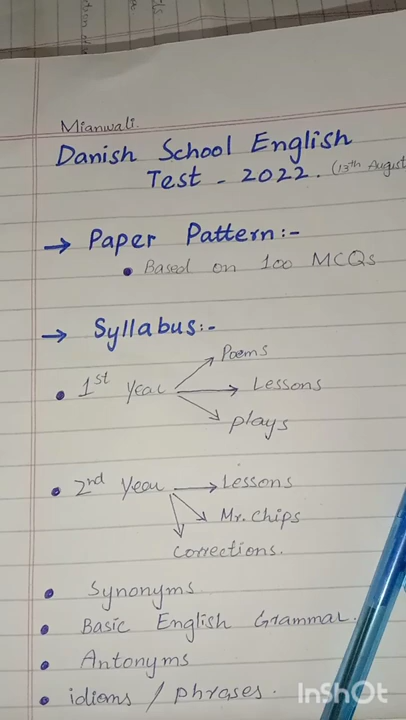 Mianwali
Danish School English
Test - 2022. (13th August
→ Paper Pattern:-
• Based on 100 MCQs
→ Syllabus:-
Poems
• 1st Year → Lessons
Plays
• 2nd Year → Lessons
Mr. Chips
Corrections.
• Synonyms
• Basic English Grammar.
• Antonyms
• idioms / phrases.
InShOt